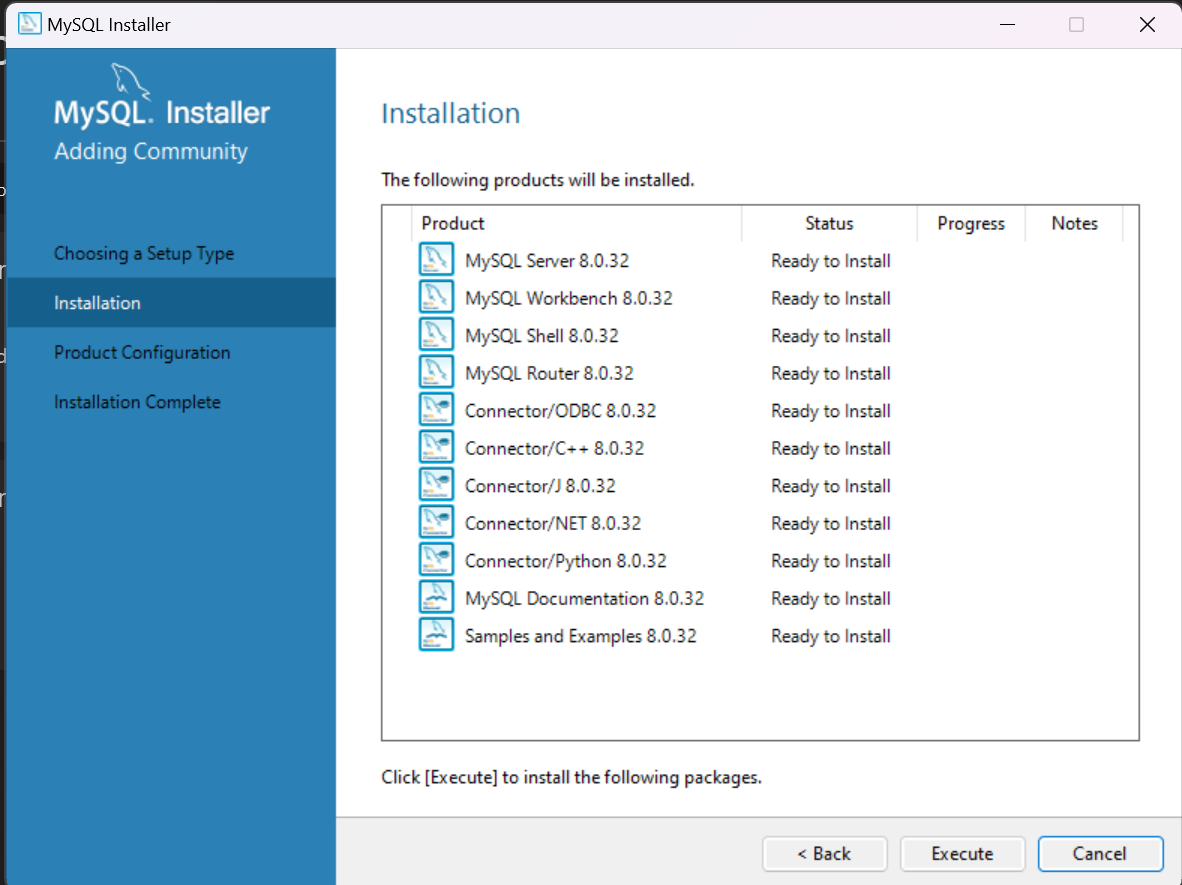 MySQL Installer
MySQL. Installer
Adding Community
Choosing a Setup Type
Installation
Product Configuration
Installation Complete
Installation
The following products will be installed.
Product Status Progress Notes
MySQL Server 8.0.32 Ready to Install
MySQL Workbench 8.0.32 Ready to Install
MySQL Shell 8.0.32 Ready to Install
MySQL Router 8.0.32 Ready to Install
Connector/ODBC 8.0.32 Ready to Install
Connector/C++ 8.0.32 Ready to Install
Connector/J 8.0.32 Ready to Install
Connector/NET 8.0.32 Ready to Install
Connector/Python 8.0.32 Ready to Install
MySQL Documentation 8.0.32 Ready to Install
Samples and Examples 8.0.32 Ready to Install
Click [Execute] to install the following packages.
< Back Execute Cancel